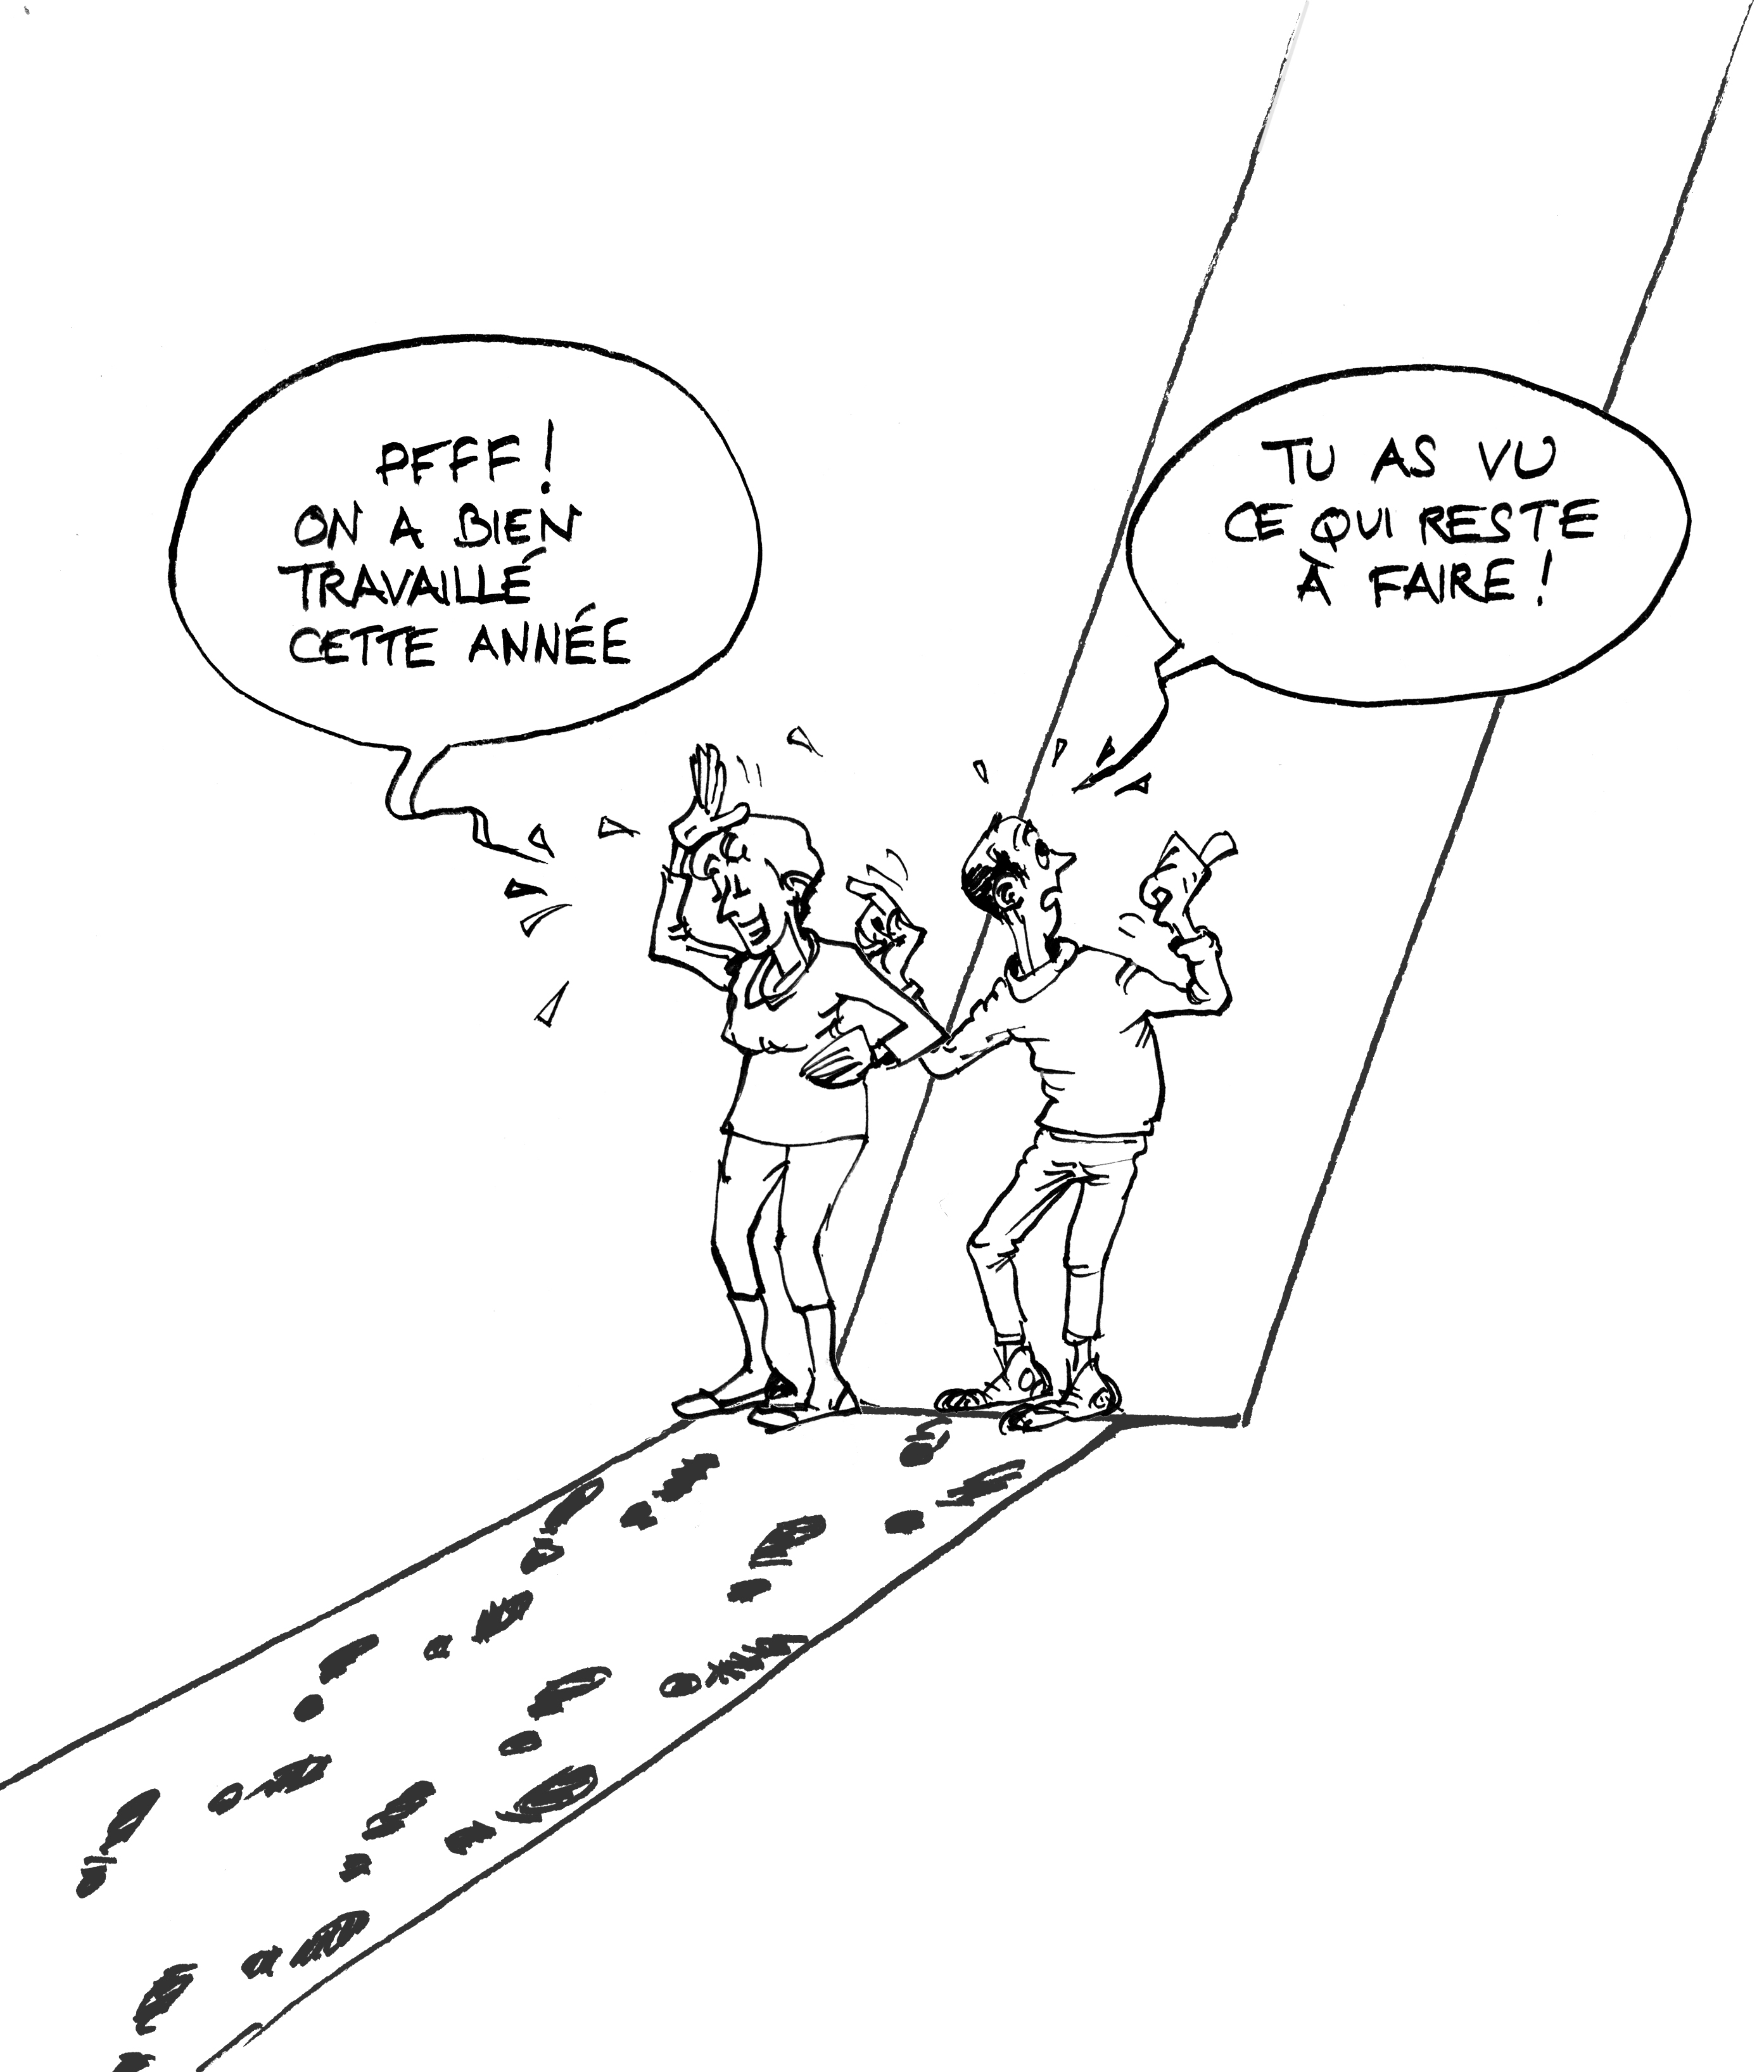 PFFF !
ON A BIEN
TRAVAILLÉ
CETTE ANNÉE
TU AS VU
CE QUI RESTE
À FAIRE !